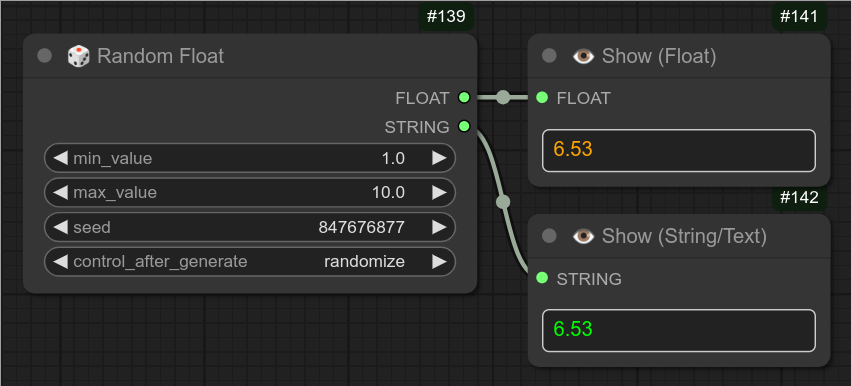 #139
Random Float
FLOAT
STRING
min_value 1.0
max_value 10.0
seed 847676877
control_after_generate randomize
#141
Show (Float)
FLOAT
6.53
#142
Show (String/Text)
STRING
6.53